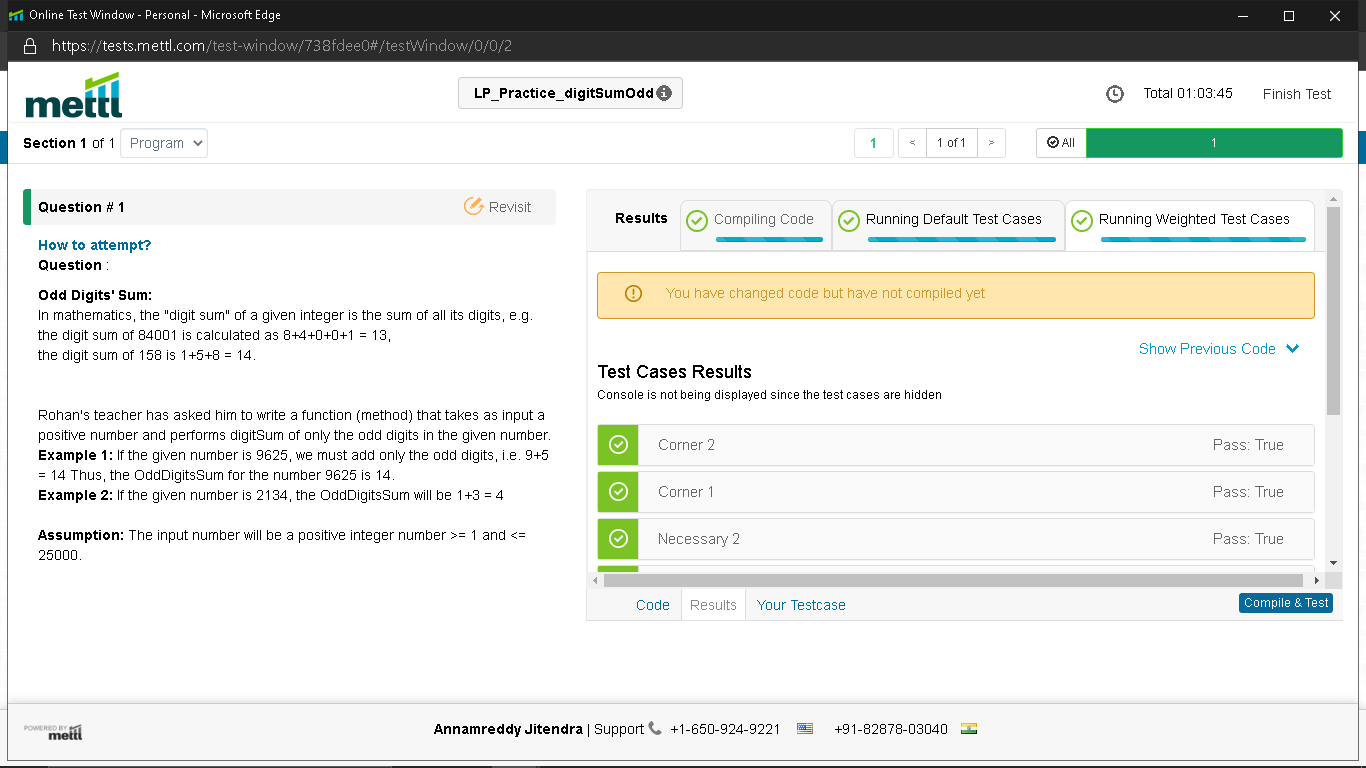 Online Test Window - Personal - Microsoft Edge
https://tests.mettl.com/test-window/738fdee0#/testWindow/0/0/2
mettl
LP_Practice_digitSumOdd
Total 01:03:45
Finish Test
Section 1 of 1 Program
1 < 1 of 1 >
All 1
Question # 1
Revisit
How to attempt?
Question :
Odd Digits' Sum:
In mathematics, the "digit sum" of a given integer is the sum of all its digits, e.g.
the digit sum of 84001 is calculated as 8+4+0+0+1 = 13,
the digit sum of 158 is 1+5+8 = 14.
Rohan's teacher has asked him to write a function (method) that takes as input a
positive number and performs digitSum of only the odd digits in the given number.
Example 1: If the given number is 9625, we must add only the odd digits, i.e. 9+5
= 14 Thus, the OddDigitsSum for the number 9625 is 14.
Example 2: If the given number is 2134, the OddDigitsSum will be 1+3 = 4
Assumption: The input number will be a positive integer number >= 1 and <=
25000.
Results
Compiling Code
Running Default Test Cases
Running Weighted Test Cases
You have changed code but have not compiled yet
Show Previous Code
Test Cases Results
Console is not being displayed since the test cases are hidden
Corner 2 Pass: True
Corner 1 Pass: True
Necessary 2 Pass: True
Code Results Your Testcase
Compile & Test
POWERED BY
mettl
Annamreddy Jitendra | Support +1-650-924-9221 +91-82878-03040